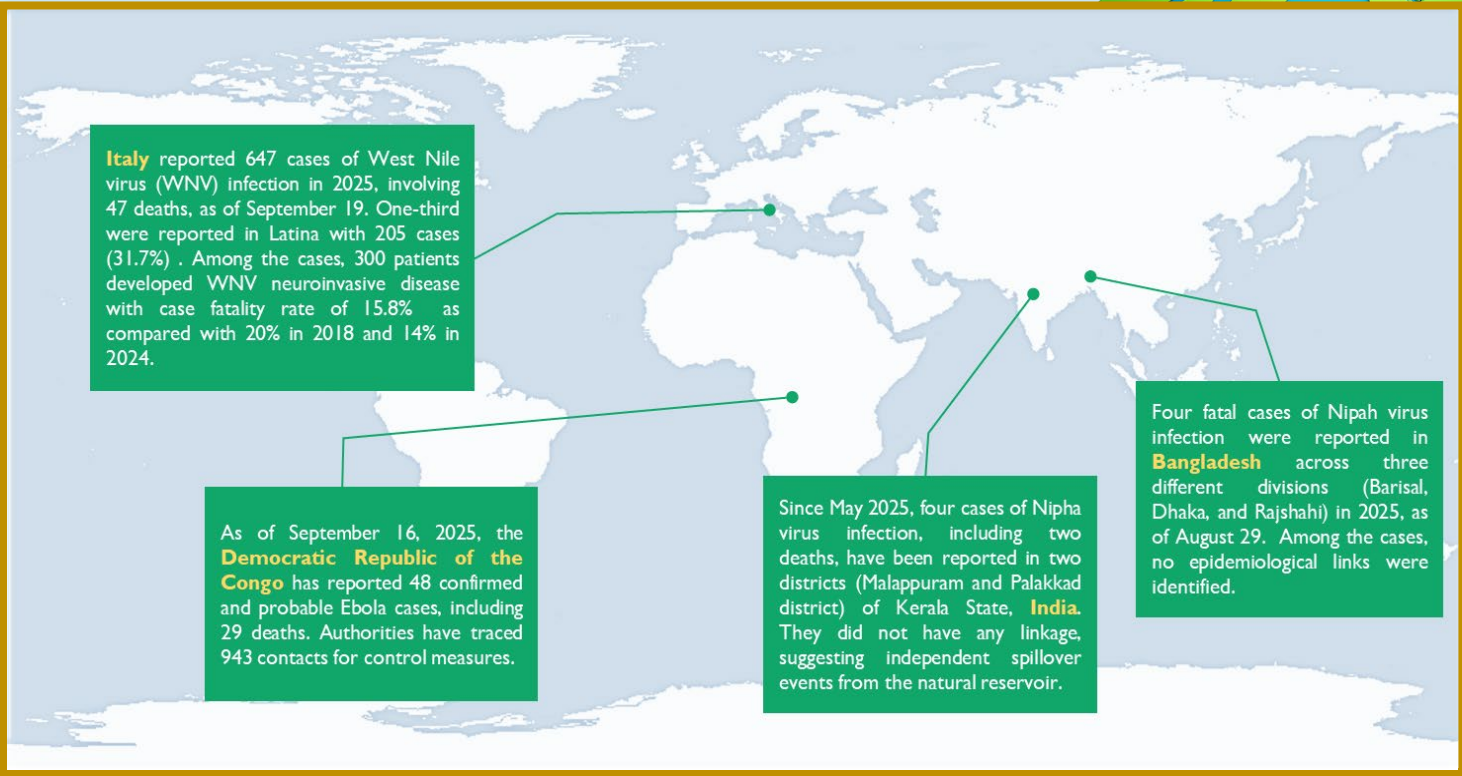 Italy reported 647 cases of West Nile
virus (WNV) infection in 2025, involving
47 deaths, as of September 19. One-third
were reported in Latina with 205 cases
(31.7%) . Among the cases, 300 patients
developed WNV neuroinvasive disease
with case fatality rate of 15.8% as
compared with 20% in 2018 and 14% in
2024.
As of September 16, 2025, the
Democratic Republic of the
Congo has reported 48 confirmed
and probable Ebola cases, including
29 deaths. Authorities have traced
943 contacts for control measures.
Since May 2025, four cases of Nipha
virus infection, including two
deaths, have been reported in two
districts (Malappuram and Palakkad
district) of Kerala State, India.
They did not have any linkage,
suggesting independent spillover
events from the natural reservoir.
Four fatal cases of Nipah virus
infection were reported in
Bangladesh across three
different divisions (Barisal,
Dhaka, and Rajshahi) in 2025, as
of August 29. Among the cases,
no epidemiological links were
identified.